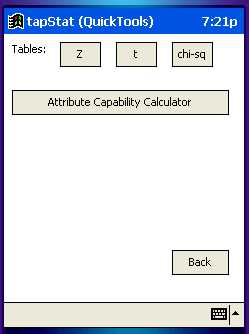 tapStat (QuickTools) 7:21p
Tables: Z t chi-sq
Attribute Capability Calculator
Back